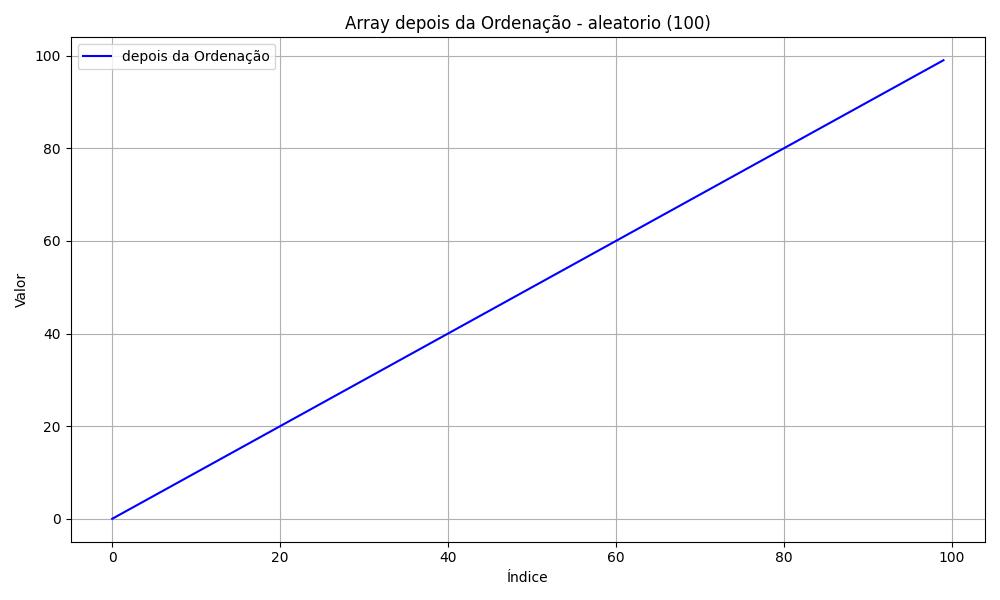 Array depois da Ordenação - aleatorio (100)
depois da Ordenação
Valor
100
80
60
40
20
0
0 20 40 60 80 100
Índice